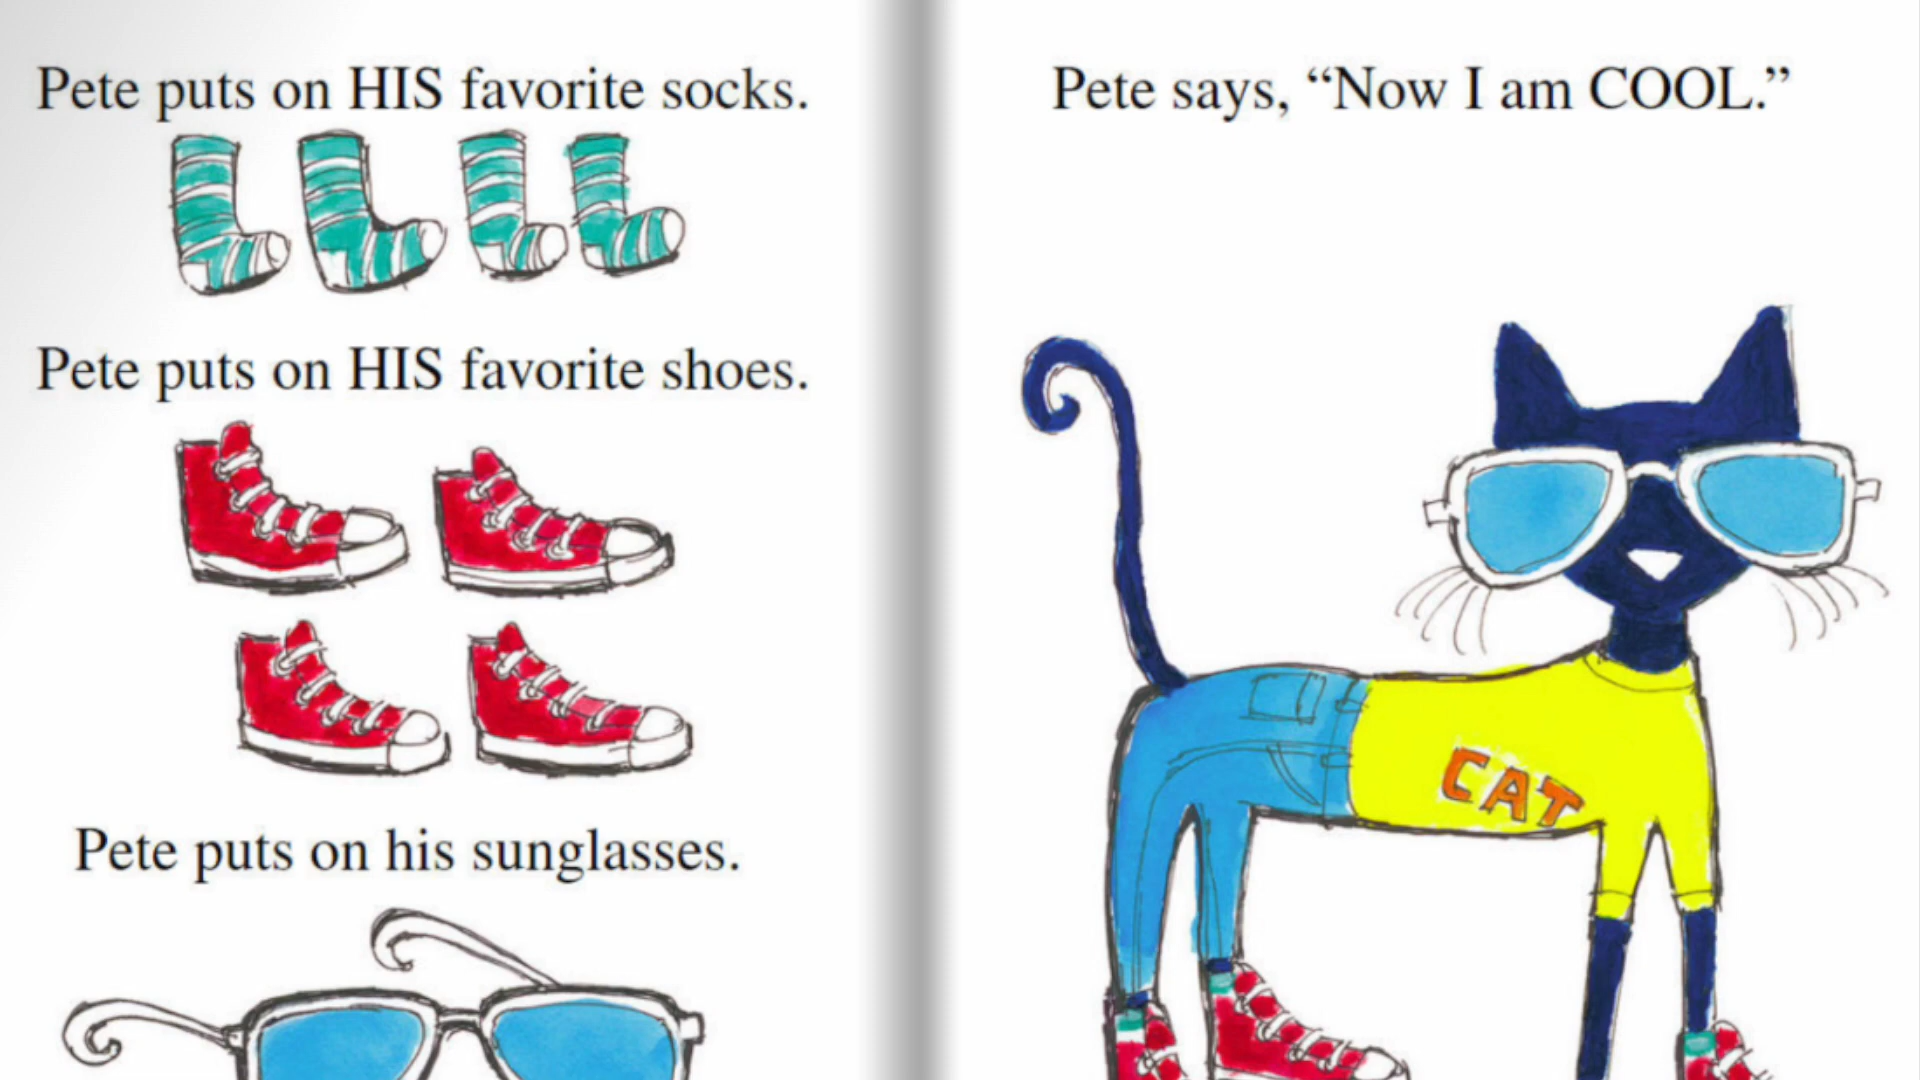 Pete puts on HIS favorite socks.
Pete puts on HIS favorite shoes.
Pete puts on his sunglasses.
Pete says, “Now I am COOL.”
CAT